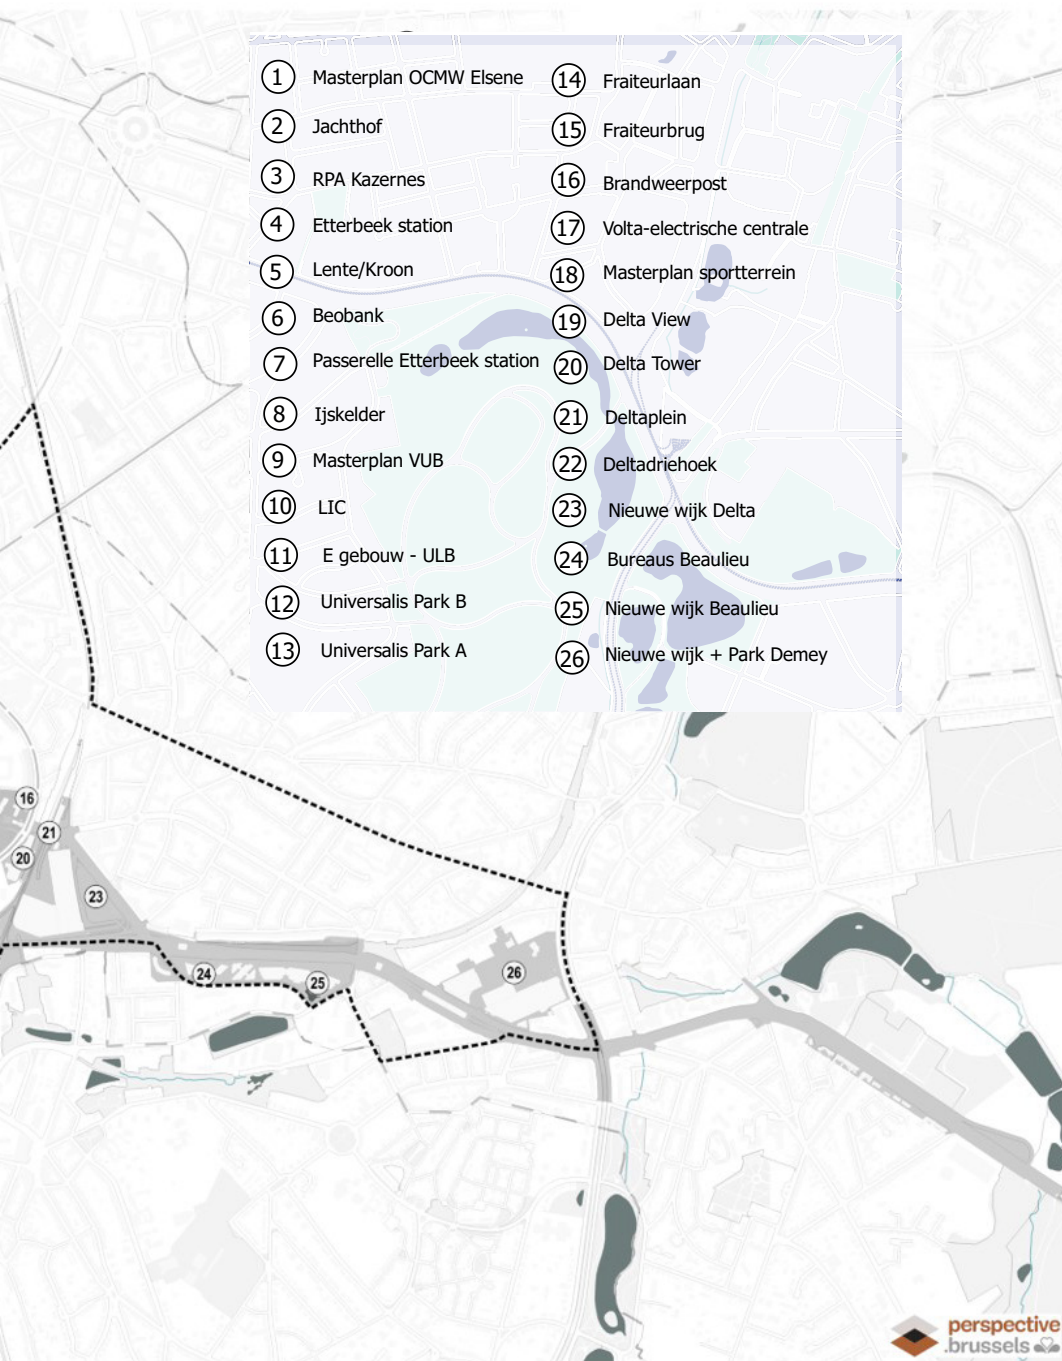 1 Masterplan OCMW Elsene
2 Jachthof
3 RPA Kazernes
4 Etterbeek station
5 Lente/Kroon
6 Beobank
7 Passerelle Etterbeek station
8 Ijskelder
9 Masterplan VUB
10 LIC
11 E gebouw - ULB
12 Universalis Park B
13 Universalis Park A
14 Fraiteurlaan
15 Fraiteurbrug
16 Brandweerpost
17 Volta-electrische centrale
18 Masterplan sportterrein
19 Delta View
20 Delta Tower
21 Deltaplein
22 Deltadriehoek
23 Nieuwe wijk Delta
24 Bureaus Beaulieu
25 Nieuwe wijk Beaulieu
26 Nieuwe wijk + Park Demey
16
21
20
23
24
25
26
perspective
.brussels